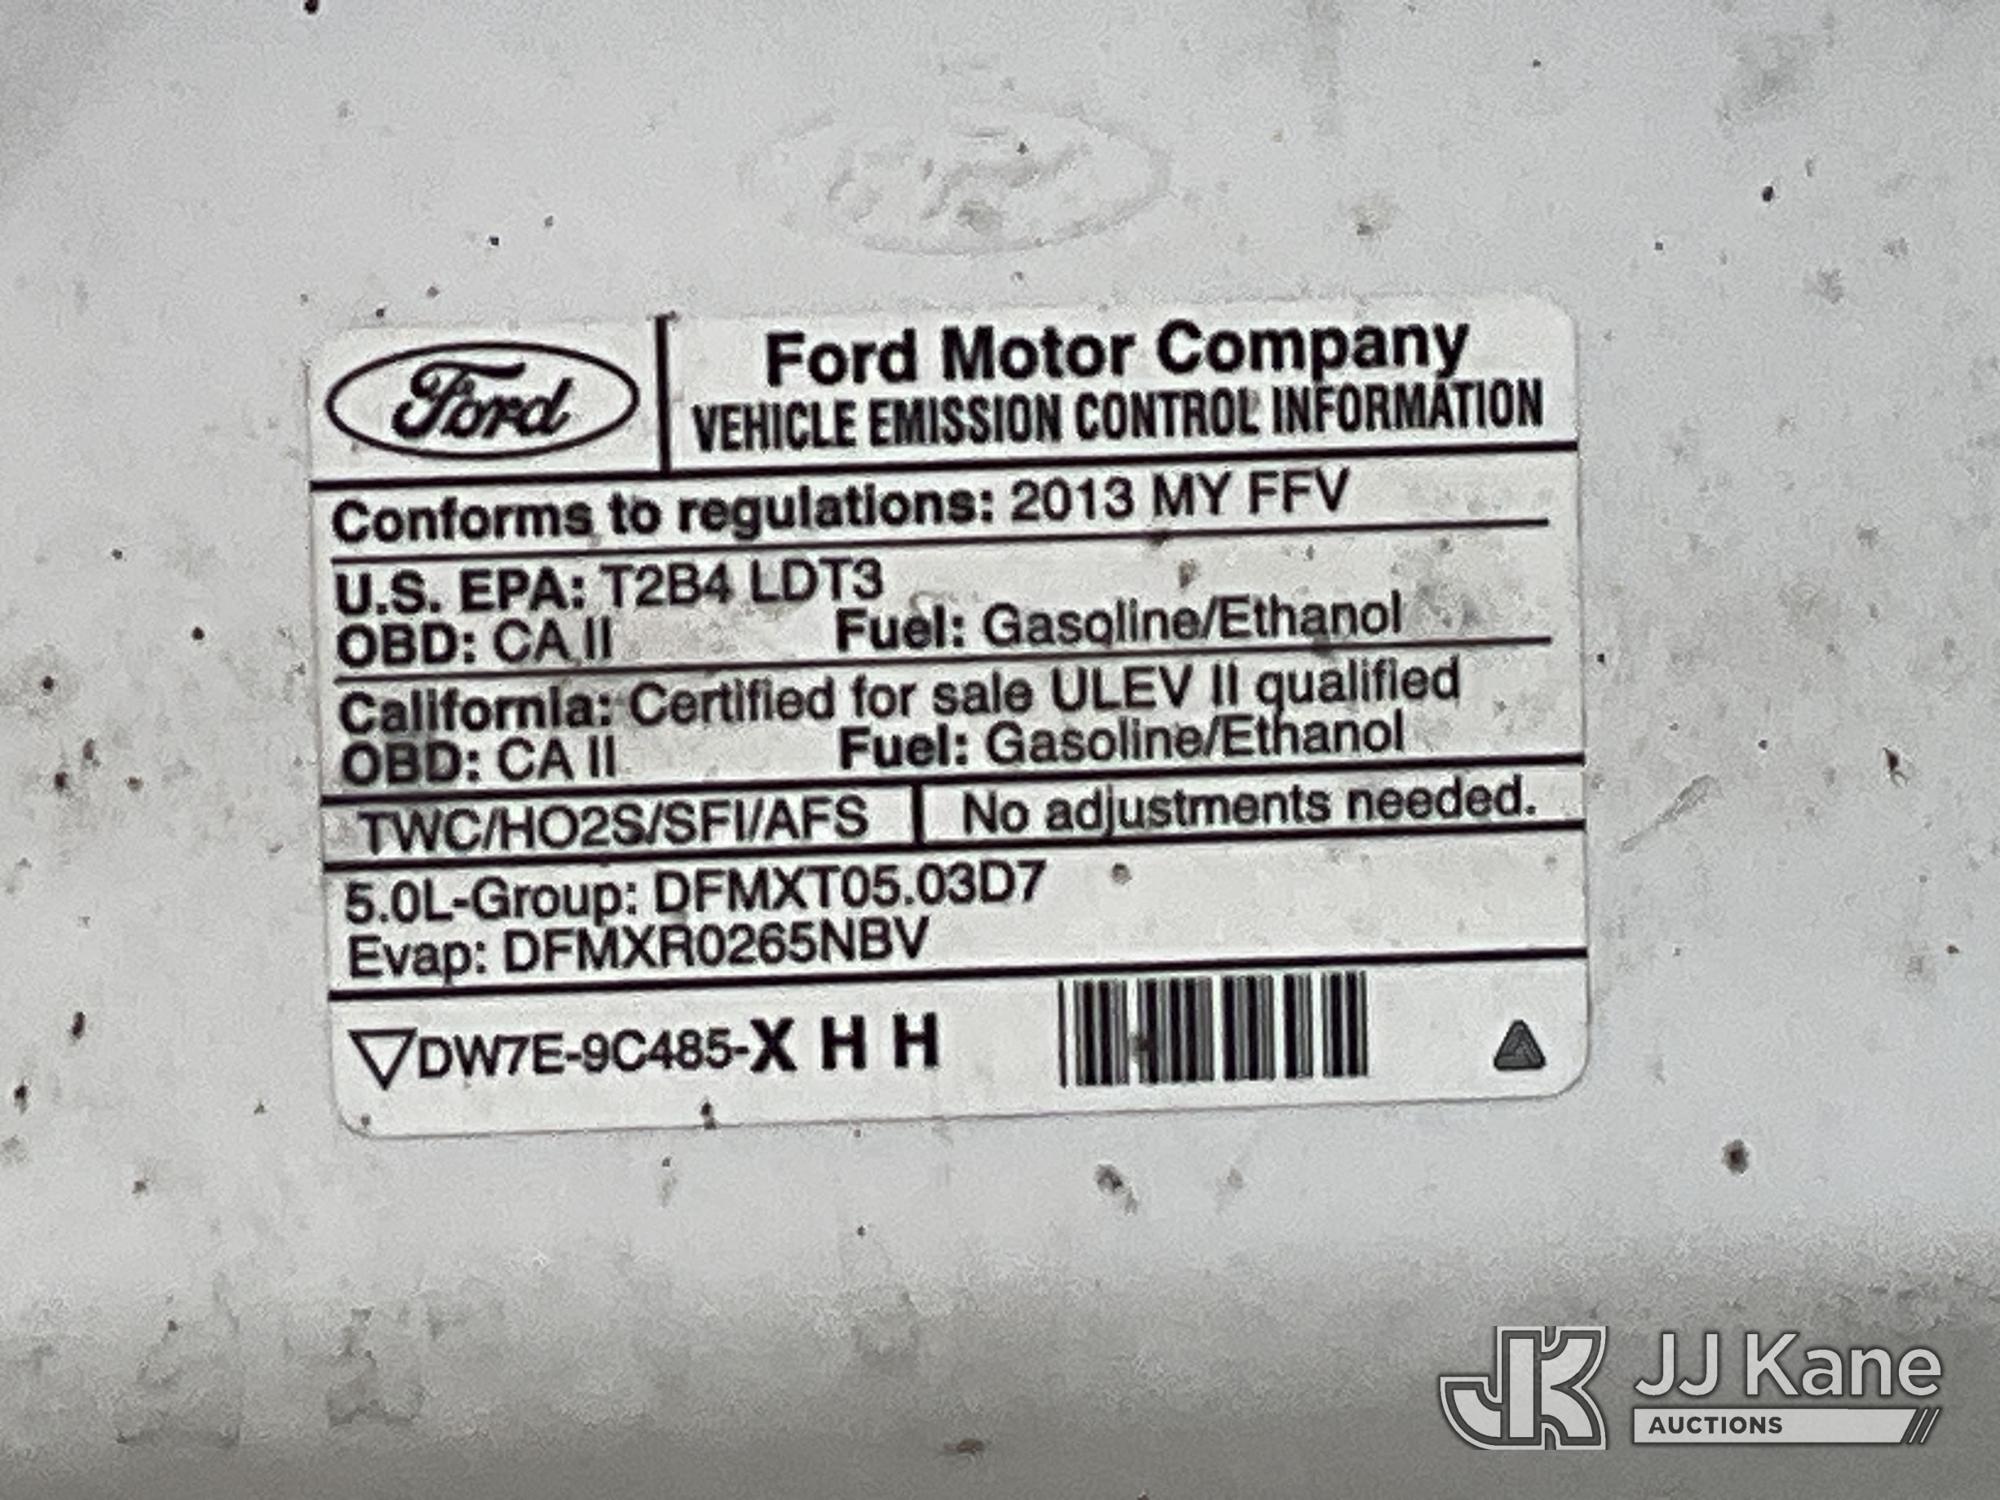 Ford
Ford Motor Company
VEHICLE EMISSION CONTROL INFORMATION
Conforms to regulations: 2013 MY FFV
U.S. EPA: T2B4 LDT3
OBD: CA II Fuel: Gasoline/Ethanol
California: Certified for sale ULEV II qualified
OBD: CA II Fuel: Gasoline/Ethanol
TWC/HO2S/SFI/AFS No adjustments needed.
5.0L-Group: DFMXT05.03D7
Evap: DFMXR0265NBV
DW7E-9C485-X H H
JK JJ Kane
AUCTIONS